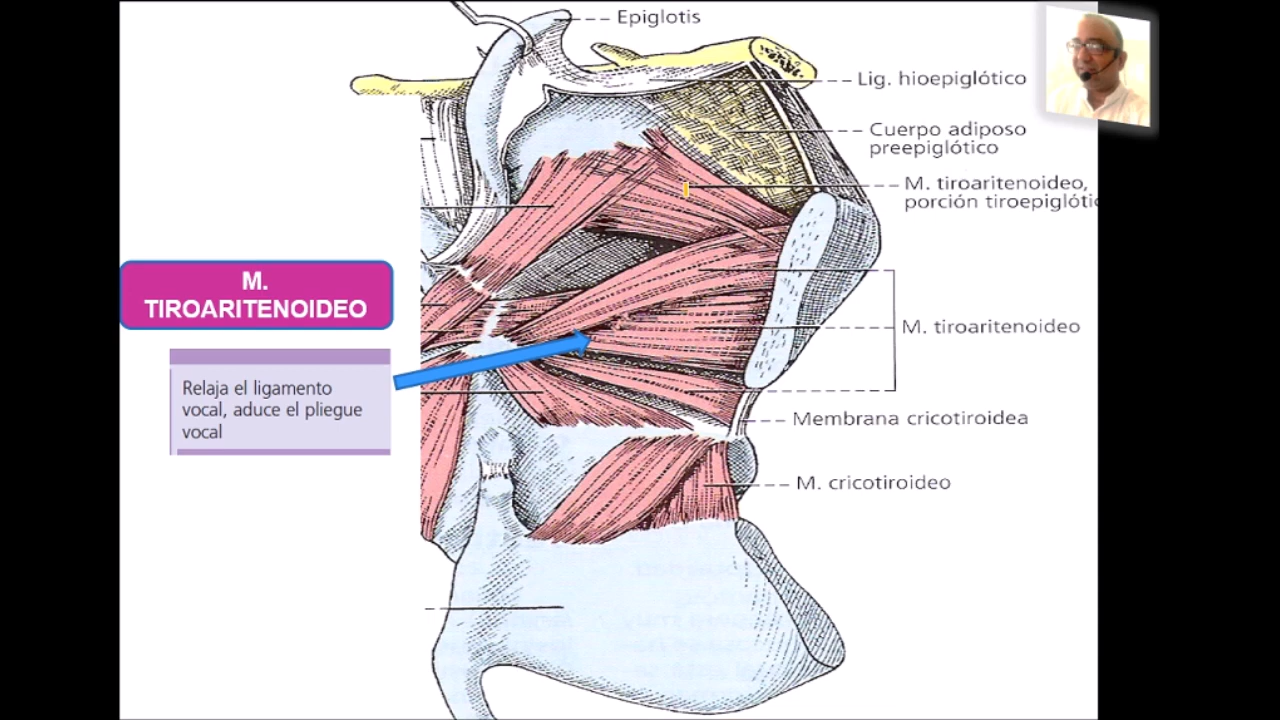 Epiglotis
Lig. hioepiglótico
Cuerpo adiposo
preepiglótico
M. tiroaritenoideo,
porción
M.
TIROARITENOIDEO
M. tiroaritenoideo
Relaja el ligamento
vocal, aduce el pliegue
vocal
Membrana cricotiroidea
M. cricotiroideo